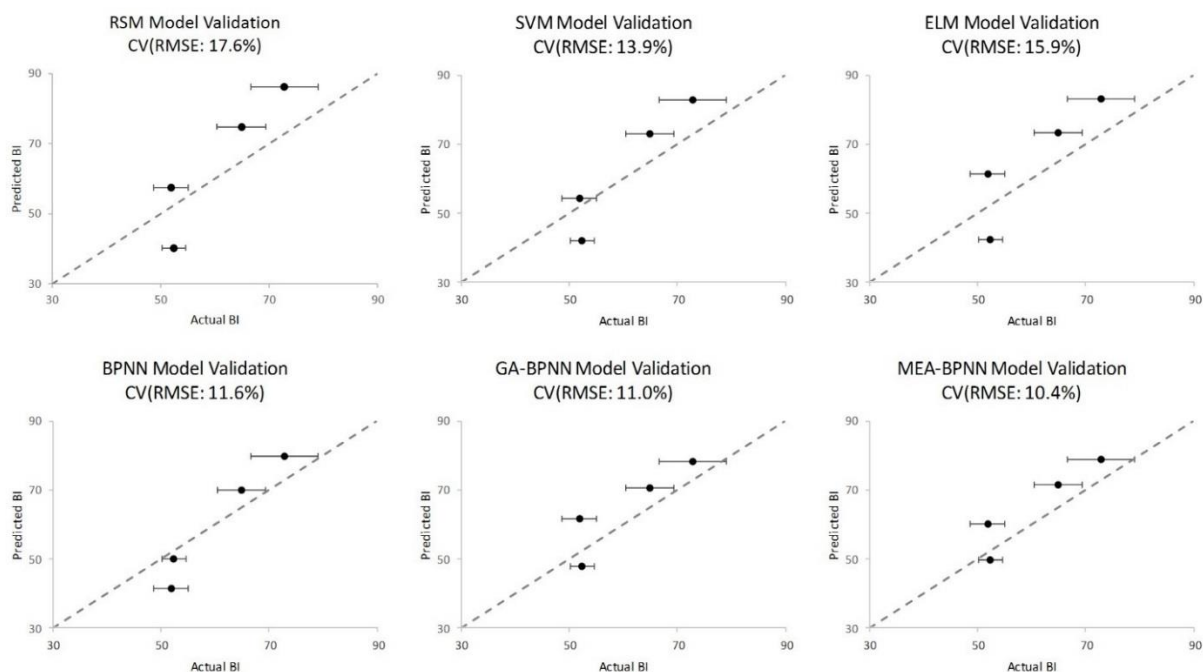 RSM Model Validation
CV(RMSE: 17.6%)
90
70
50
30
Predicted BI
30 50 70 90
Actual BI
SVM Model Validation
CV(RMSE: 13.9%)
90
70
50
30
Predicted BI
30 50 70 90
Actual BI
ELM Model Validation
CV(RMSE: 15.9%)
90
70
50
30
Predicted BI
30 50 70 90
Actual BI
BPNN Model Validation
CV(RMSE: 11.6%)
90
70
50
30
Predicted BI
30 50 70 90
Actual BI
GA-BPNN Model Validation
CV(RMSE: 11.0%)
90
70
50
30
Predicted BI
30 50 70 90
Actual BI
MEA-BPNN Model Validation
CV(RMSE: 10.4%)
90
70
50
30
Predicted BI
30 50 70 90
Actual BI